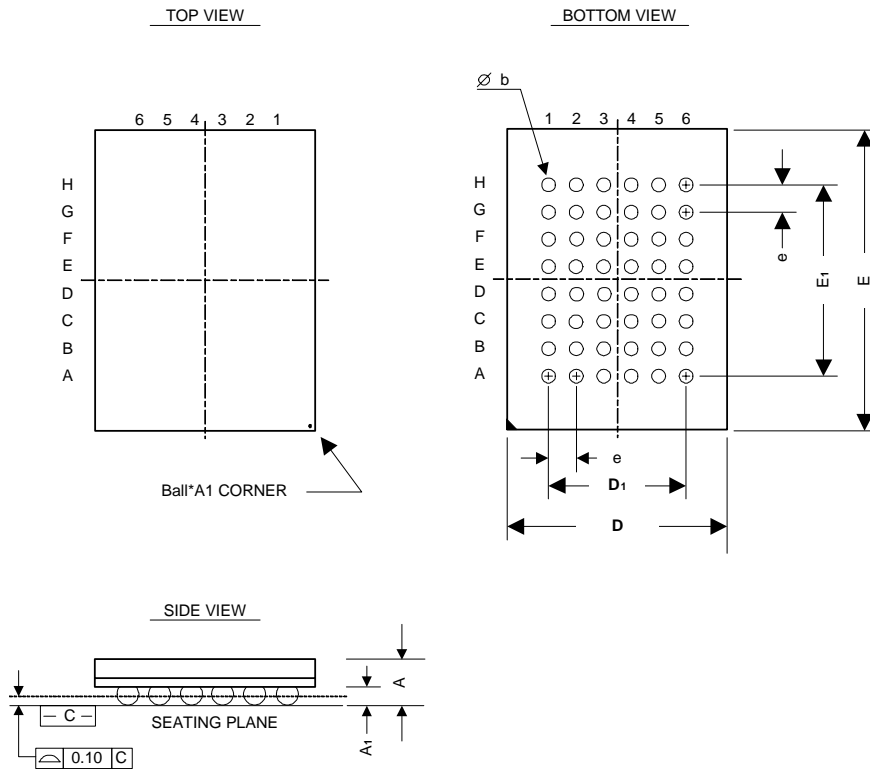 TOP VIEW
BOTTOM VIEW
6 5 4 3 2 1
H
G
F
E
D
C
B
A
Ball*A1 CORNER
Ø b
1 2 3 4 5 6
H
G
F
E
D
C
B
A
e
E1
E
e
D1
D
SIDE VIEW
A
A1
— C —
SEATING PLANE
⌓ 0.10 C